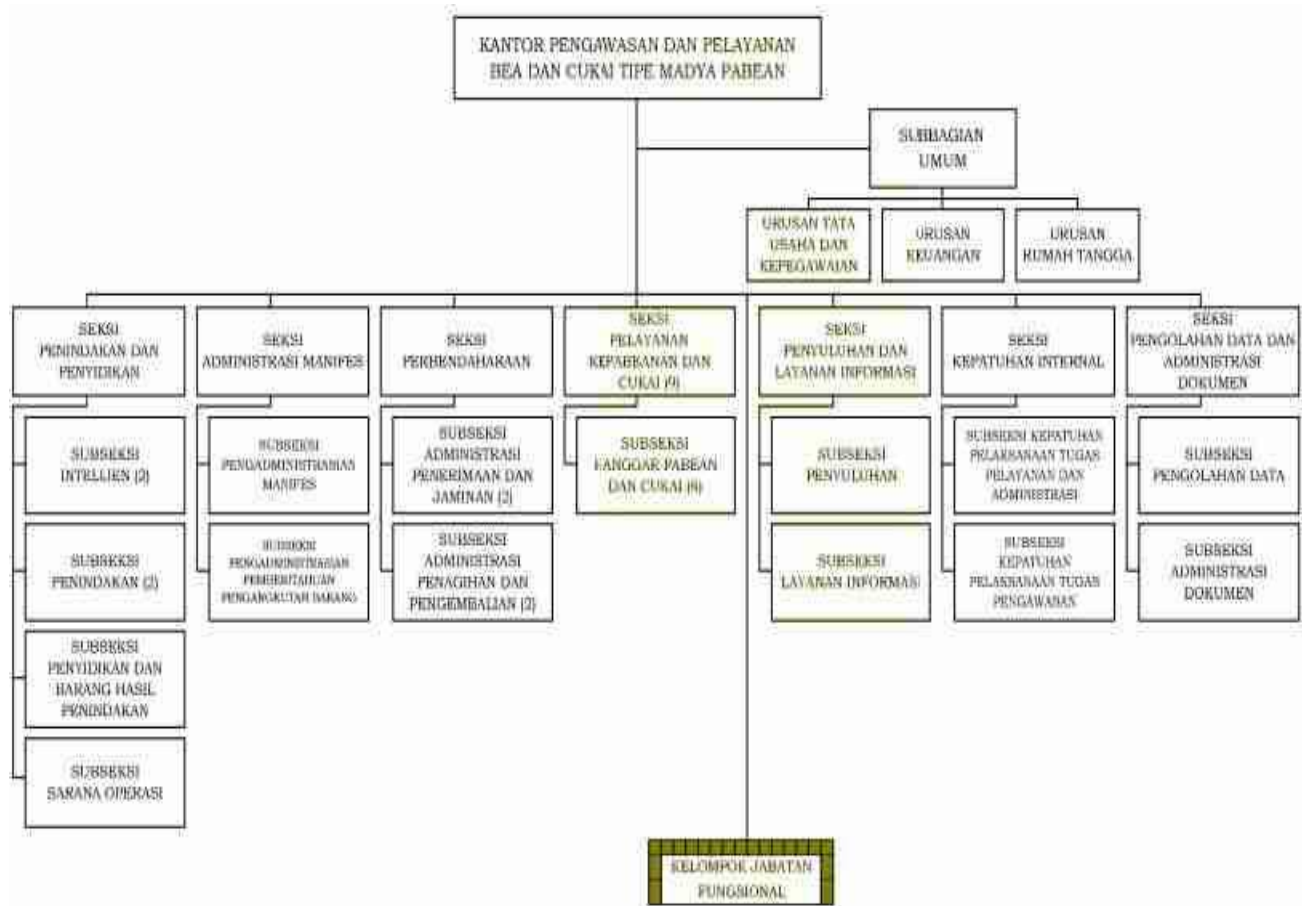 KANTOR PENGAWASAN DAN PELAYANAN
BEA DAN CUKAI TIPE MADYA PABEAN
SUBBAGIAN
UMUM
URUSAN TATA
USAHA DAN
KEPEGAWAIAN
URUSAN
KEUANGAN
URUSAN
RUMAH TANGGA
SEKSI
PENINDAKAN DAN
PENYIDIKAN
SEKSI
ADMINISTRASI MANIFES
SEKSI
PERBENDAHARAAN
SEKSI
PELAYANAN
KEPABEANAN DAN
CUKAI (9)
SEKSI
PENYULUHAN DAN
LAYANAN INFORMASI
SEKSI
KEPATUHAN INTERNAL
SEKSI
PENGOLAHAN DATA DAN
ADMINISTRASI
DOKUMEN
SUBSEKSI
INTELIJEN (2)
SUBSEKSI
PENINDAKAN (2)
SUBSEKSI
PENYIDIKAN DAN
BARANG HASIL
PENINDAKAN
SUBSEKSI
SARANA OPERASI
SUBSEKSI
PENGADMINISTRASIAN
MANIFES
SUBSEKSI
PENGADMINISTRASIAN
PEMBERITAHUAN
PENGANGKUTAN BARANG
SUBSEKSI
ADMINISTRASI
PENERIMAAN DAN
JAMINAN (2)
SUBSEKSI
ADMINISTRASI
PENAGIHAN DAN
PENGEMBALIAN (2)
SUBSEKSI
HANGGAR PABEAN
DAN CUKAI
SUBSEKSI
PENYULUHAN
SUBSEKSI
LAYANAN INFORMASI
SUBSEKSI KEPATUHAN
PELAKSANAAN TUGAS
PELAYANAN DAN
ADMINISTRASI
SUBSEKSI
KEPATUHAN
PELAKSANAAN TUGAS
PENGAWASAN
SUBSEKSI
PENGOLAHAN DATA
SUBSEKSI
ADMINISTRASI
DOKUMEN
KELOMPOK JABATAN
FUNGSIONAL